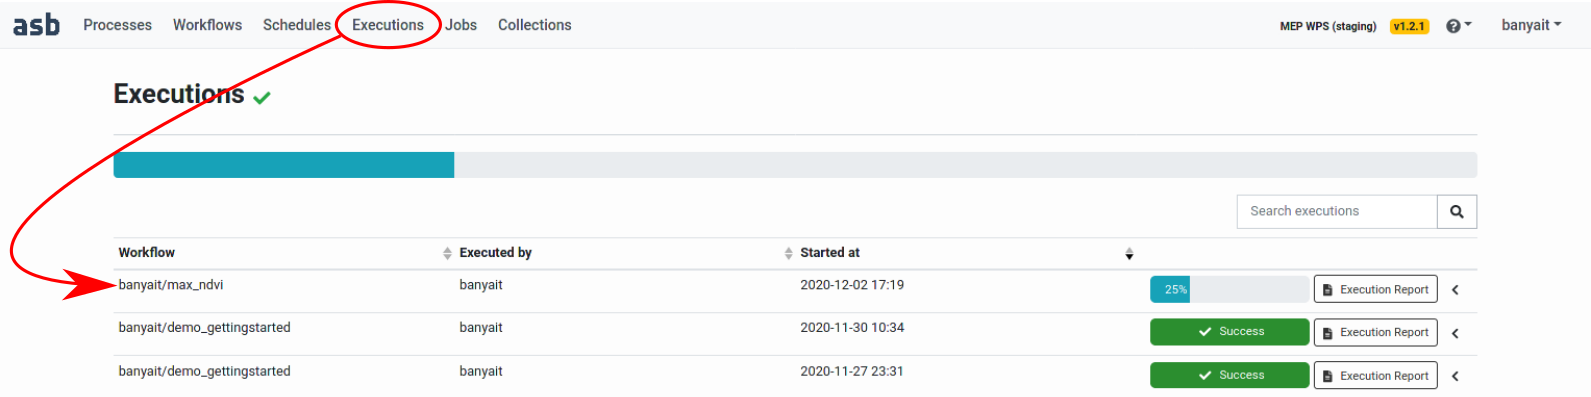 asb Processes Workflows Schedules Executions Jobs Collections MEP WPS (staging) v1.2.1 banyait
Executions
Search executions
Workflow Executed by Started at
banyait/max_ndvi banyait 2020-12-02 17:19 25% Execution Report
banyait/demo_gettingstarted banyait 2020-11-30 10:34 Success Execution Report
banyait/demo_gettingstarted banyait 2020-11-27 23:31 Success Execution Report